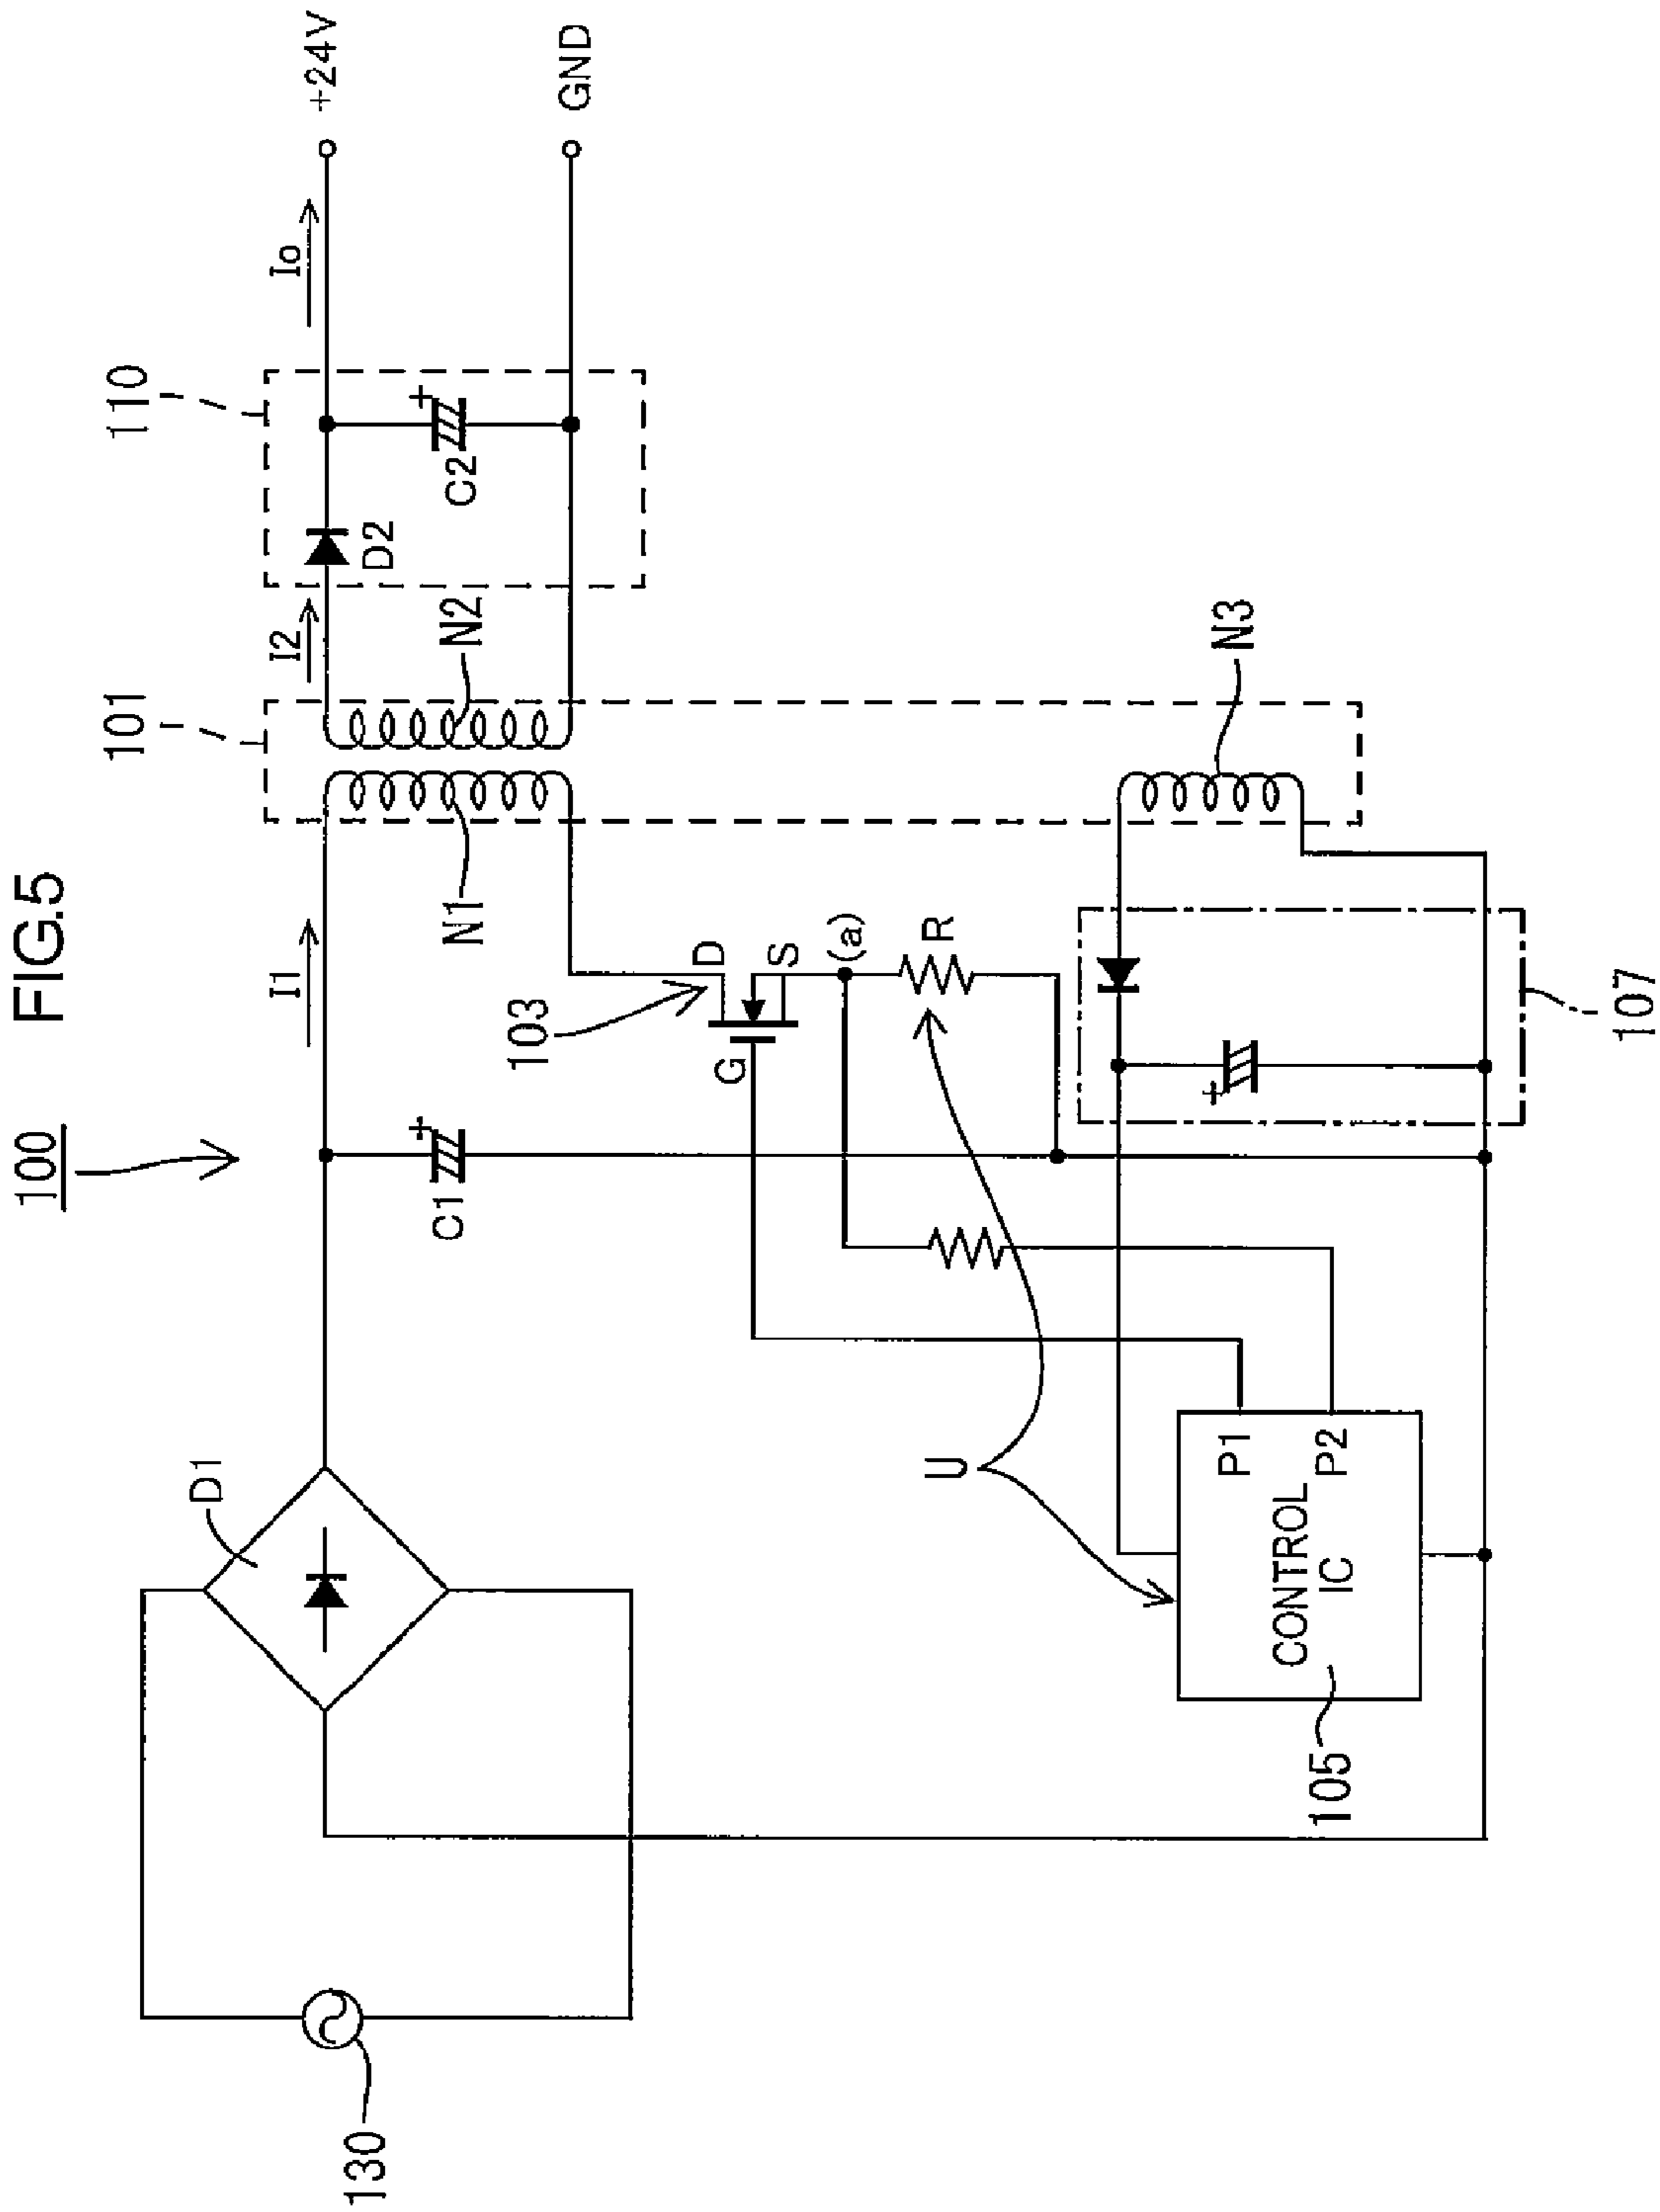 FIG.5
100
101
110
I1
I2
Io
+24V
GND
D1
C1
N1
N2
D2
C2
+
+
130
103
D
G
S
(a)
R
U
N3
+
107
P1
P2
CONTROL
IC
105